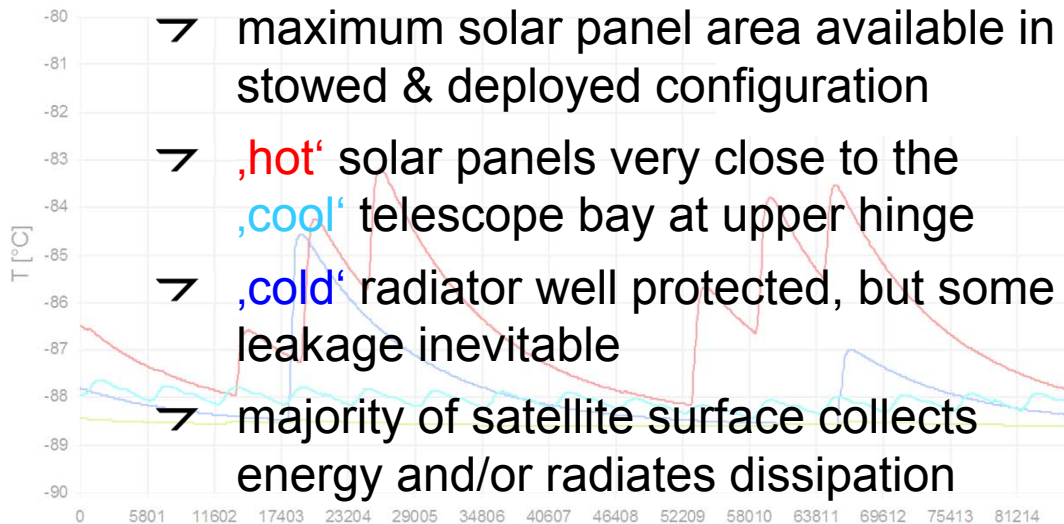 -80
-81
-82
-83
-84
-85
-86
-87
-88
-89
-90
T [°C]
maximum solar panel area available in
stowed & deployed configuration
‚hot‘ solar panels very close to the
‚cool‘ telescope bay at upper hinge
‚cold‘ radiator well protected, but some
leakage inevitable
majority of satellite surface collects
energy and/or radiates dissipation
0 5801 11602 17403 23204 29005 34806 40607 46408 52209 58010 63811 69612 75413 81214